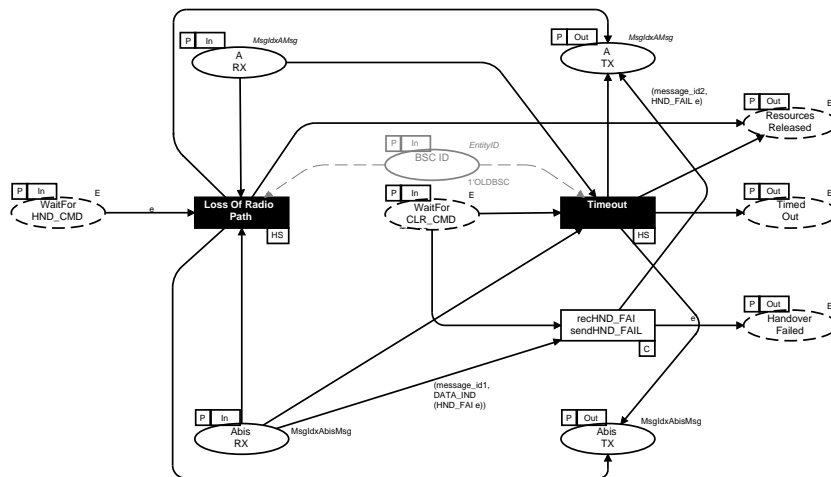 P In
MsgIdxAMsg
A
RX
P Out
MsgIdxAMsg
A
TX
(message_id2,
HND_FAIL e)
P Out
E
Resources
Released
P In
EntityID
BSC ID
1'OLDBSC
P In
E
WaitFor
HND_CMD
e
Loss Of Radio
Path
HS
P In
E
WaitFor
CLR_CMD
Timeout
HS
P Out
E
Timed
Out
recHND_FAI
sendHND_FAIL
C
e
P Out
E
Handover
Failed
(message_id1,
DATA_IND
(HND_FAI e))
P In
MsgIdxAbisMsg
Abis
RX
P Out
MsgIdxAbisMsg
Abis
TX